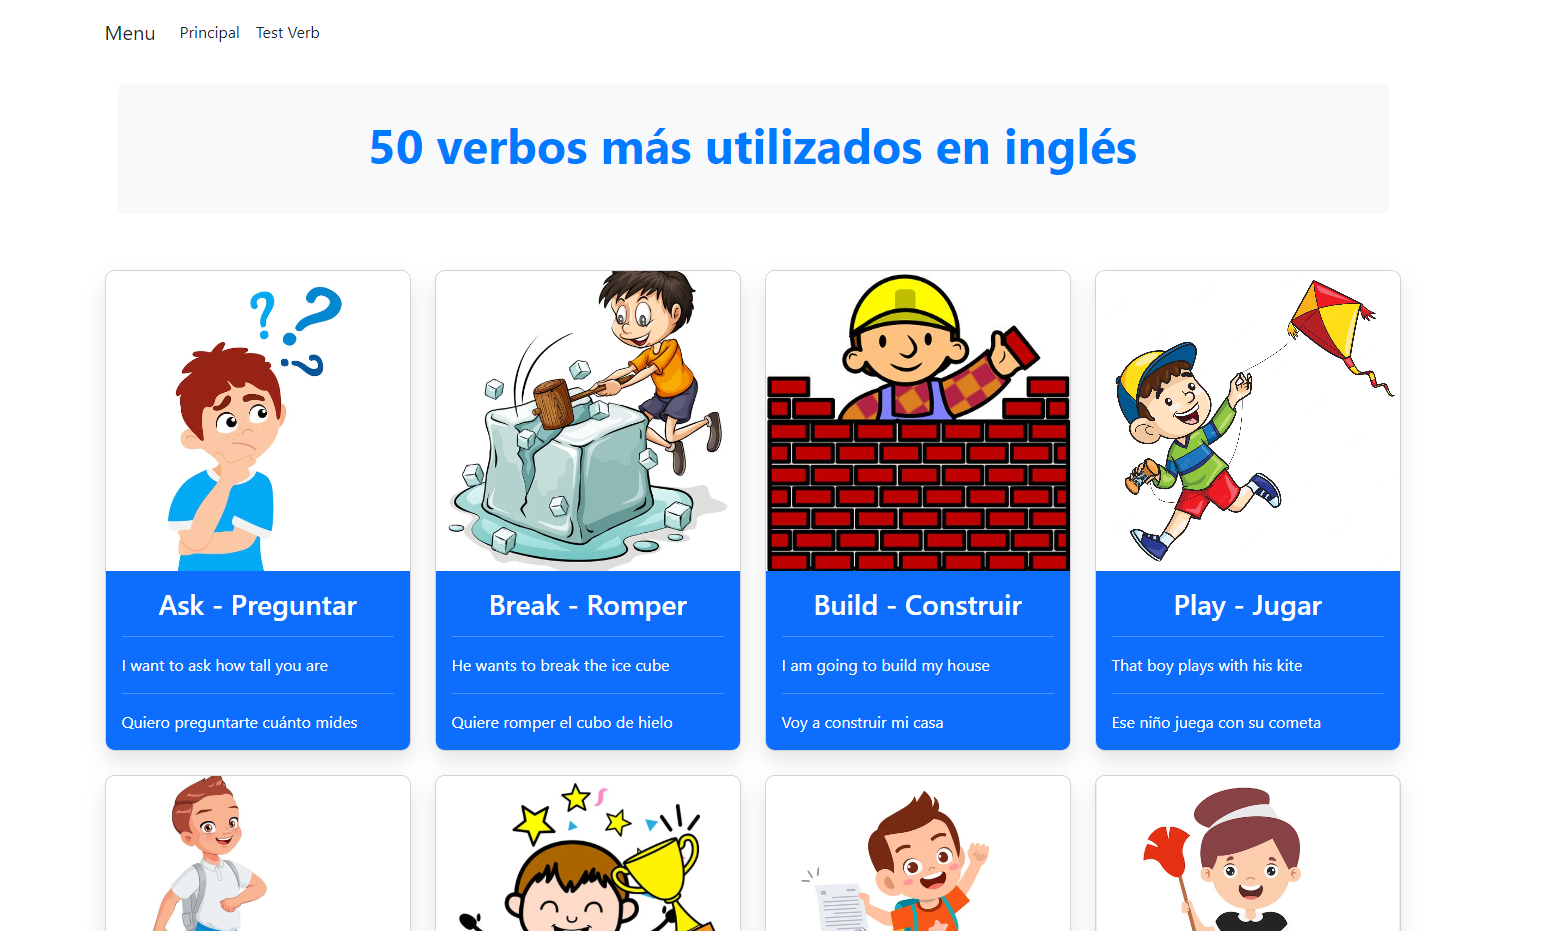 Menu Principal Test Verb
50 verbos más utilizados en inglés
Ask - Preguntar
I want to ask how tall you are
Quiero preguntarte cuánto mides
Break - Romper
He wants to break the ice cube
Quiere romper el cubo de hielo
Build - Construir
I am going to build my house
Voy a construir mi casa
Play - Jugar
That boy plays with his kite
Ese niño juega con su cometa